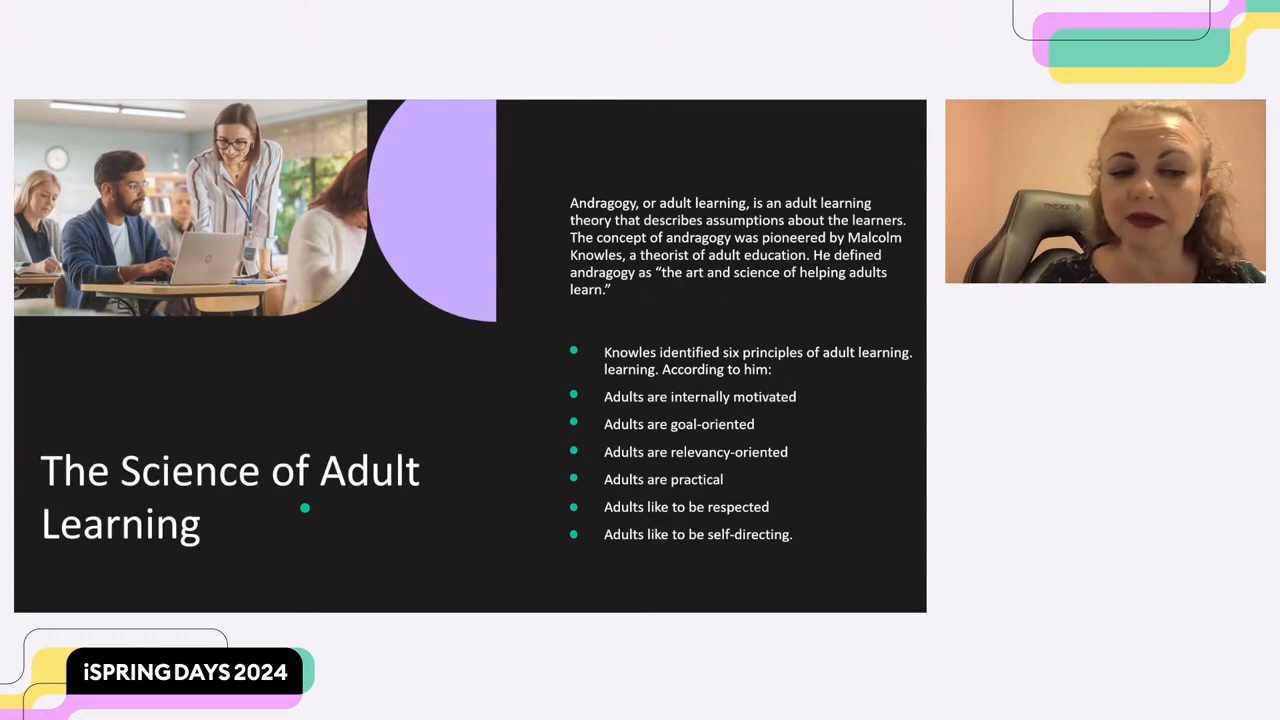 Andragogy, or adult learning, is an adult learning
theory that describes assumptions about the learners.
The concept of andragogy was pioneered by Malcolm
Knowles, a theorist of adult education. He defined
andragogy as “the art and science of helping adults
learn.”
Knowles identified six principles of adult learning.
learning. According to him:
Adults are internally motivated
Adults are goal-oriented
Adults are relevancy-oriented
Adults are practical
Adults like to be respected
Adults like to be self-directing.
The Science of Adult
Learning
iSPRING DAYS 2024